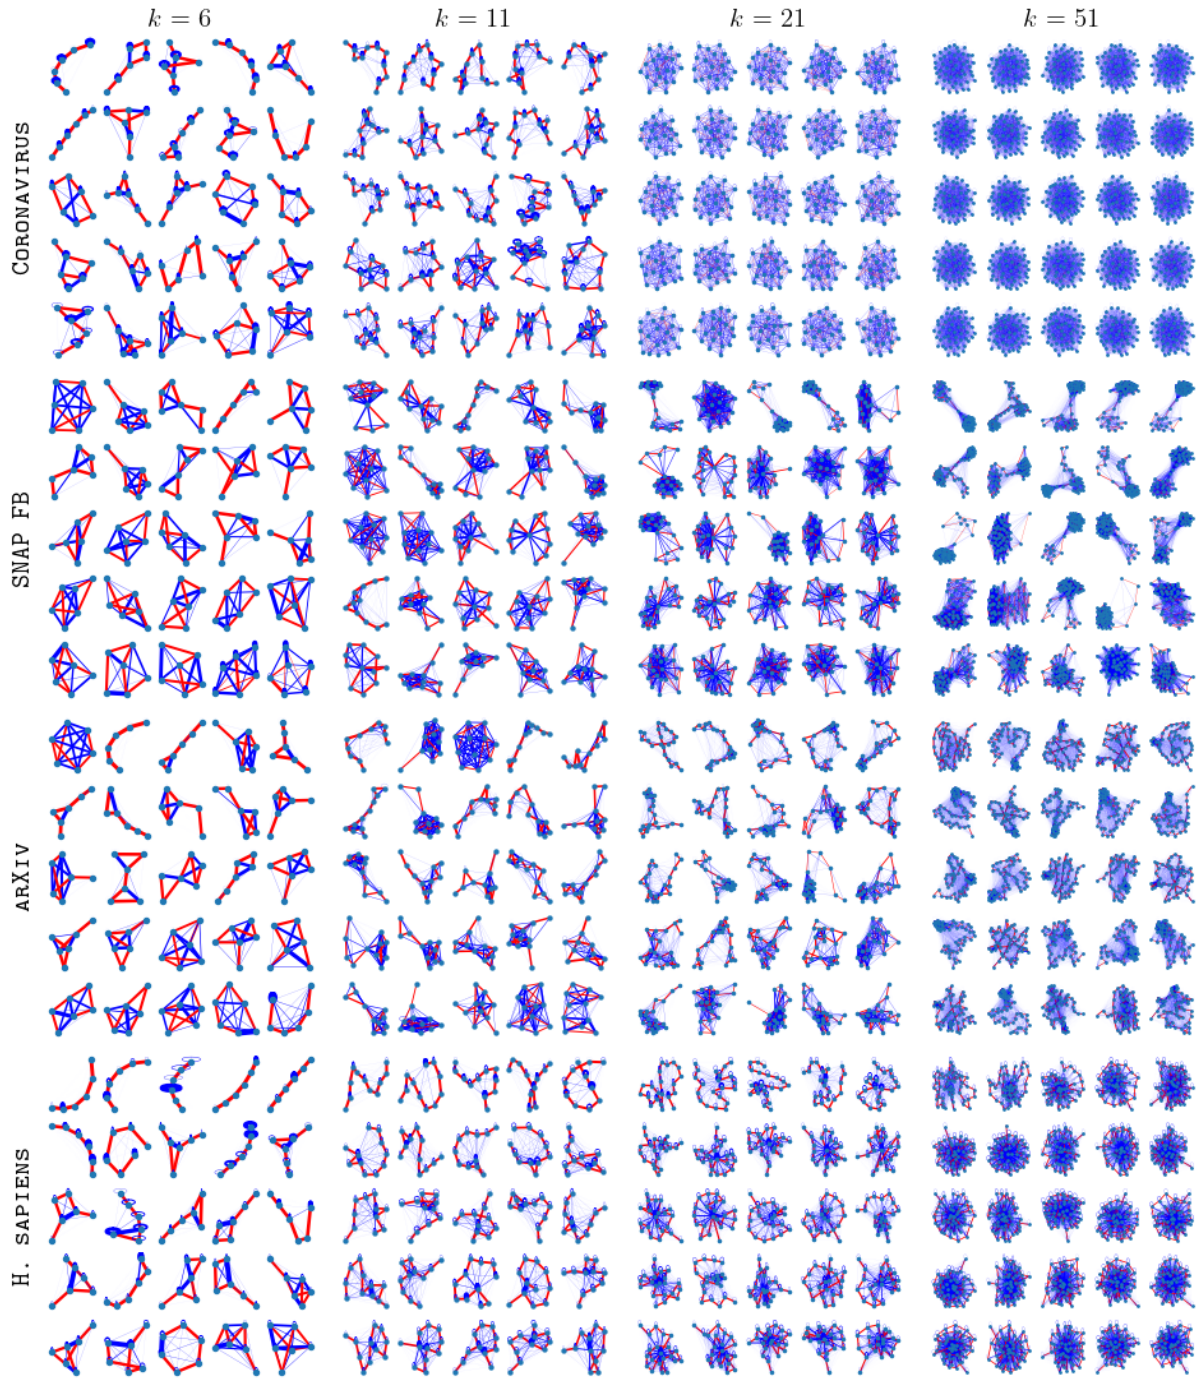 k = 6
k = 11
k = 21
k = 51
CORONAVIRUS
SNAP FB
ARXIV
H. SAPIENS